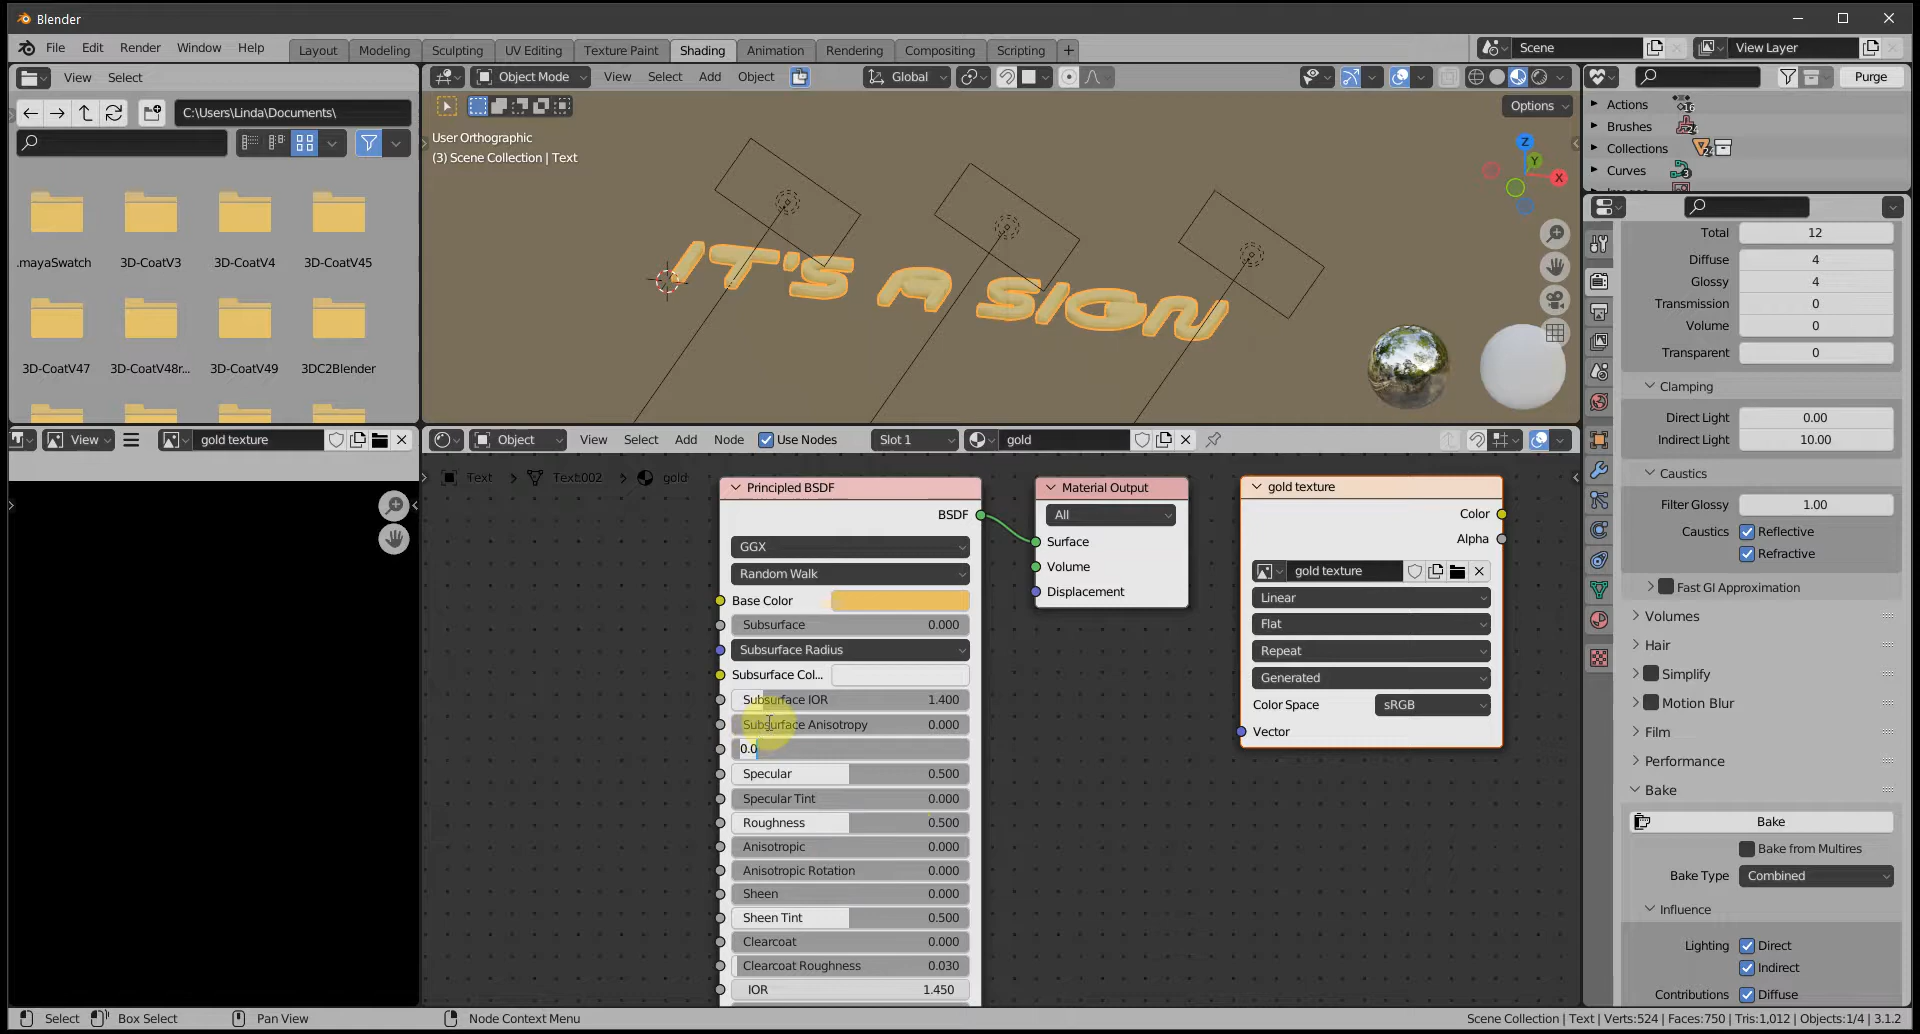 Blender
File Edit Render Window Help
Layout Modeling Sculpting UV Editing Texture Paint Shading Animation Rendering Compositing Scripting +
Scene
View Layer
View Select
C:\Users\Linda\Documents\
.mayaSwatch 3D-CoatV3 3D-CoatV4 3D-CoatV45
3D-CoatV47 3D-CoatV48r... 3D-CoatV49 3DC2Blender
Object Mode View Select Add Object Global
Options
User Orthographic
(3) Scene Collection | Text
Z
Y
X
IT'S A SIGN
Purge
Actions 16
Brushes 24
Collections
Curves 3
Total 12
Diffuse 4
Glossy 4
Transmission 0
Volume 0
Transparent 0
Clamping
Direct Light 0.00
Indirect Light 10.00
Caustics
Filter Glossy 1.00
Caustics Reflective
Refractive
Fast GI Approximation
Volumes
Hair
Simplify
Motion Blur
Film
Performance
Bake
Bake
Bake from Multires
Bake Type Combined
Influence
Lighting Direct
Indirect
Contributions Diffuse
View gold texture
Object View Select Add Node Use Nodes Slot 1 gold
Text Text.002 gold
Principled BSDF
BSDF
GGX
Random Walk
Base Color
Subsurface 0.000
Subsurface Radius
Subsurface Col...
Subsurface IOR 1.400
Subsurface Anisotropy 0.000
0.0
Specular 0.500
Specular Tint 0.000
Roughness 0.500
Anisotropic 0.000
Anisotropic Rotation 0.000
Sheen 0.000
Sheen Tint 0.500
Clearcoat 0.000
Clearcoat Roughness 0.030
IOR 1.450
Material Output
All
Surface
Volume
Displacement
gold texture
Color
Alpha
gold texture
Linear
Flat
Repeat
Generated
Color Space sRGB
Vector
Select Box Select Pan View Node Context Menu
Scene Collection | Text | Verts:524 | Faces:750 | Tris:1,012 | Objects:1/4 | 3.1.2